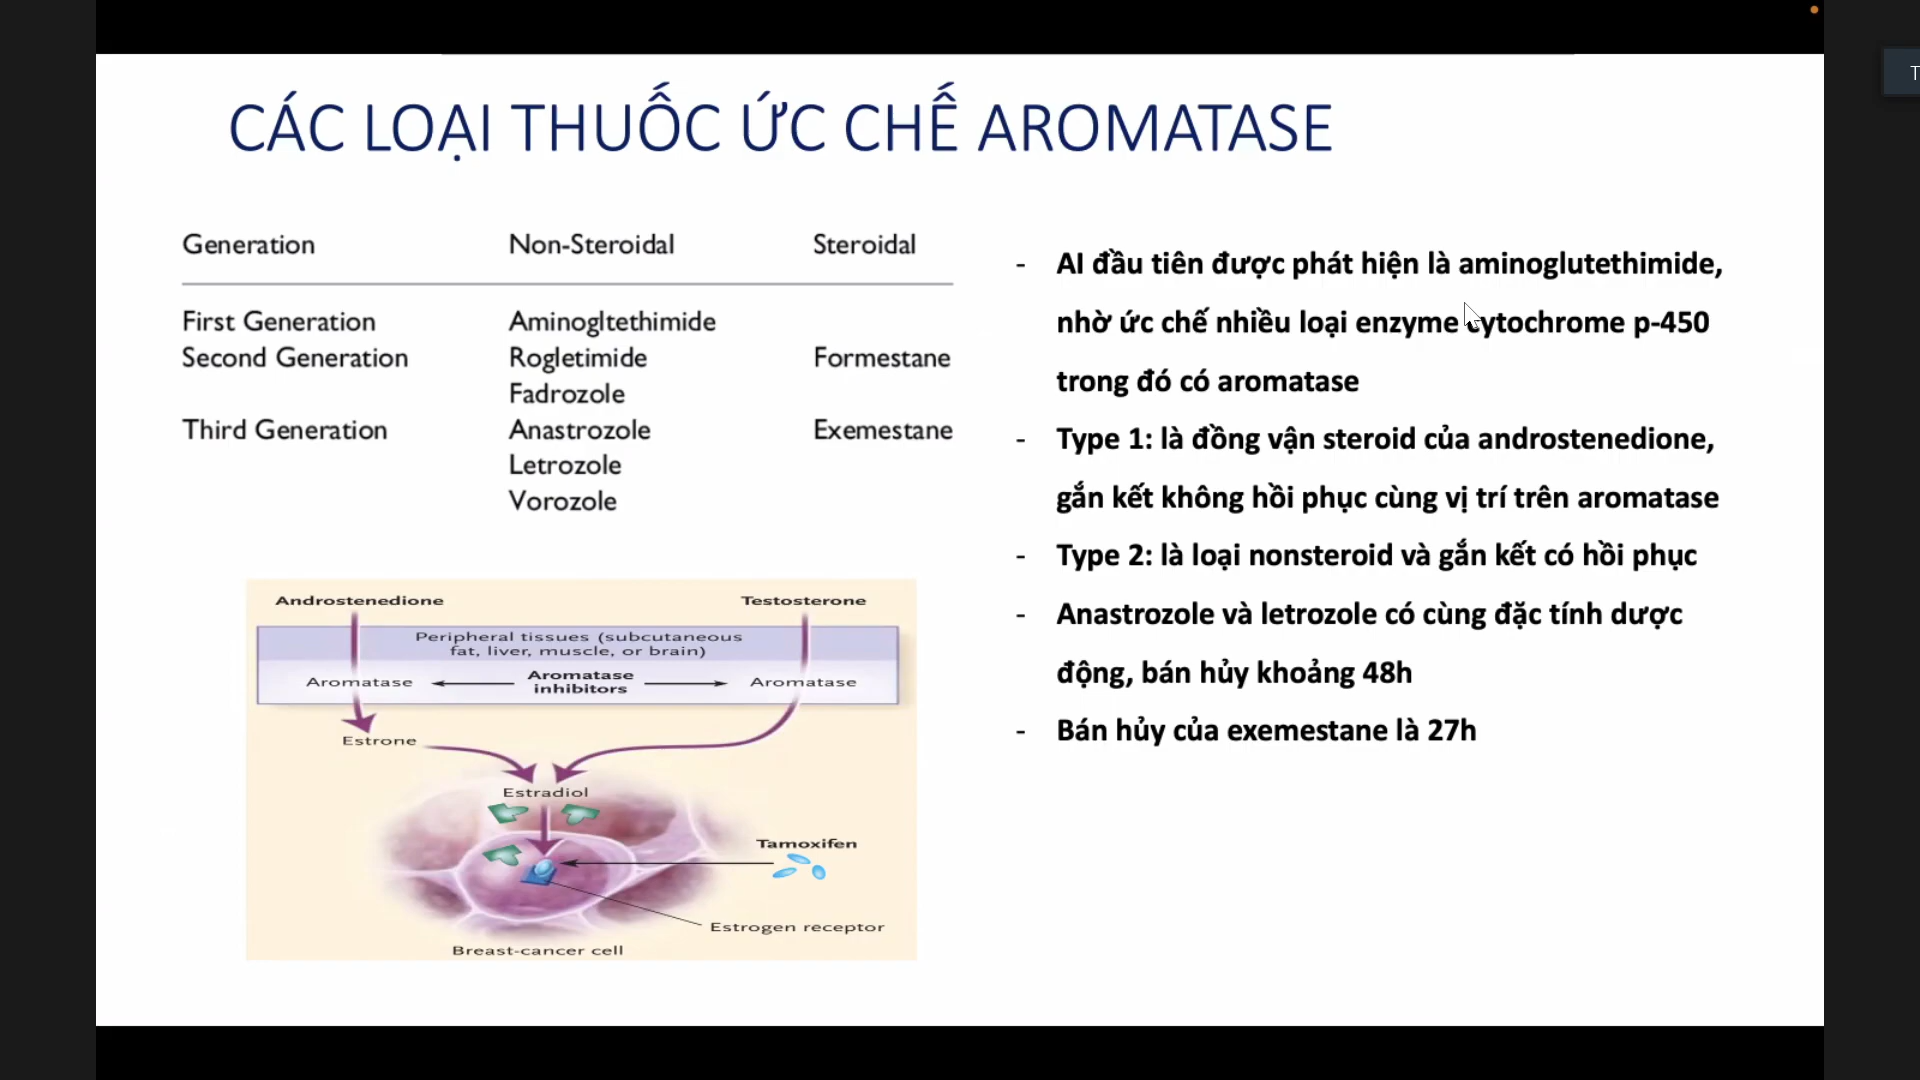 T
CÁC LOẠI THUỐC ỨC CHẾ AROMATASE
Generation Non-Steroidal Steroidal
First Generation Aminogltethimide
Second Generation Rogletimide Formestane
Fadrozole
Third Generation Anastrozole Exemestane
Letrozole
Vorozole
Androstenedione Testosterone
Peripheral tissues (subcutaneous
fat, liver, muscle, or brain)
Aromatase Aromatase inhibitors Aromatase
Estrone
Estradiol
Tamoxifen
Estrogen receptor
Breast-cancer cell
- AI đầu tiên được phát hiện là aminoglutethimide,
nhờ ức chế nhiều loại enzyme cytochrome p-450
trong đó có aromatase
- Type 1: là đồng vận steroid của androstenedione,
gắn kết không hồi phục cùng vị trí trên aromatase
- Type 2: là loại nonsteroid và gắn kết có hồi phục
- Anastrozole và letrozole có cùng đặc tính dược
động, bán hủy khoảng 48h
- Bán hủy của exemestane là 27h